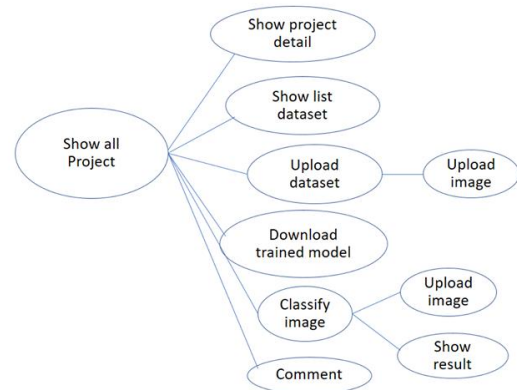 Show project
detail
Show list
dataset
Show all
Project
Upload
dataset
Upload
image
Download
trained model
Classify
image
Upload
image
Show
result
Comment